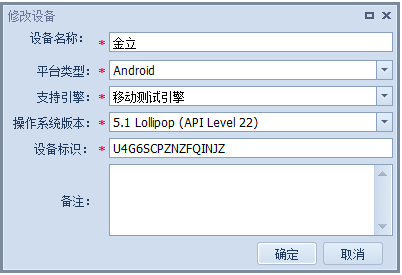 修改设备
设备名称： * 金立
平台类型： * Android
支持引擎： * 移动测试引擎
操作系统版本： * 5.1 Lollipop (API Level 22)
设备标识： * U4G6SCPZNZFQINJZ
备注：
确定 取消